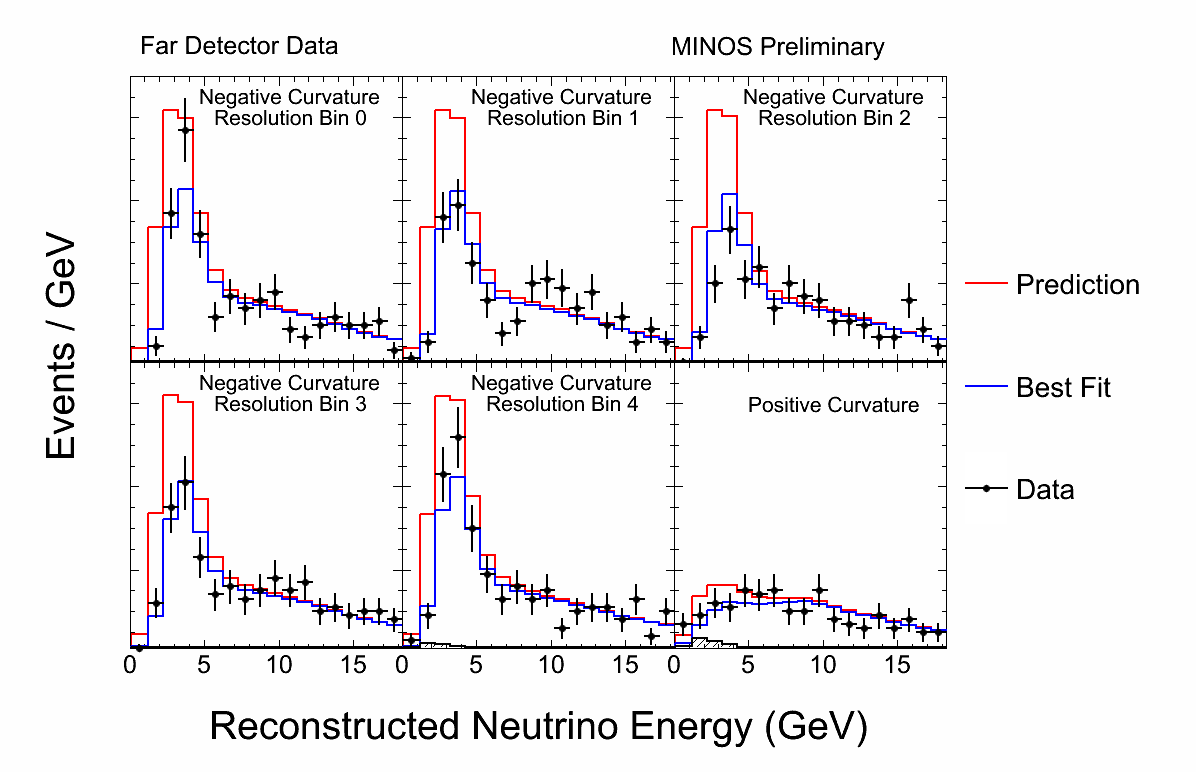 Far Detector Data
MINOS Preliminary
Negative Curvature
Resolution Bin 0
Negative Curvature
Resolution Bin 1
Negative Curvature
Resolution Bin 2
Negative Curvature
Resolution Bin 3
Negative Curvature
Resolution Bin 4
Positive Curvature
Events / GeV
Prediction
Best Fit
Data
0 5 10 15 0 5 10 15 0 5 10 15
Reconstructed Neutrino Energy (GeV)